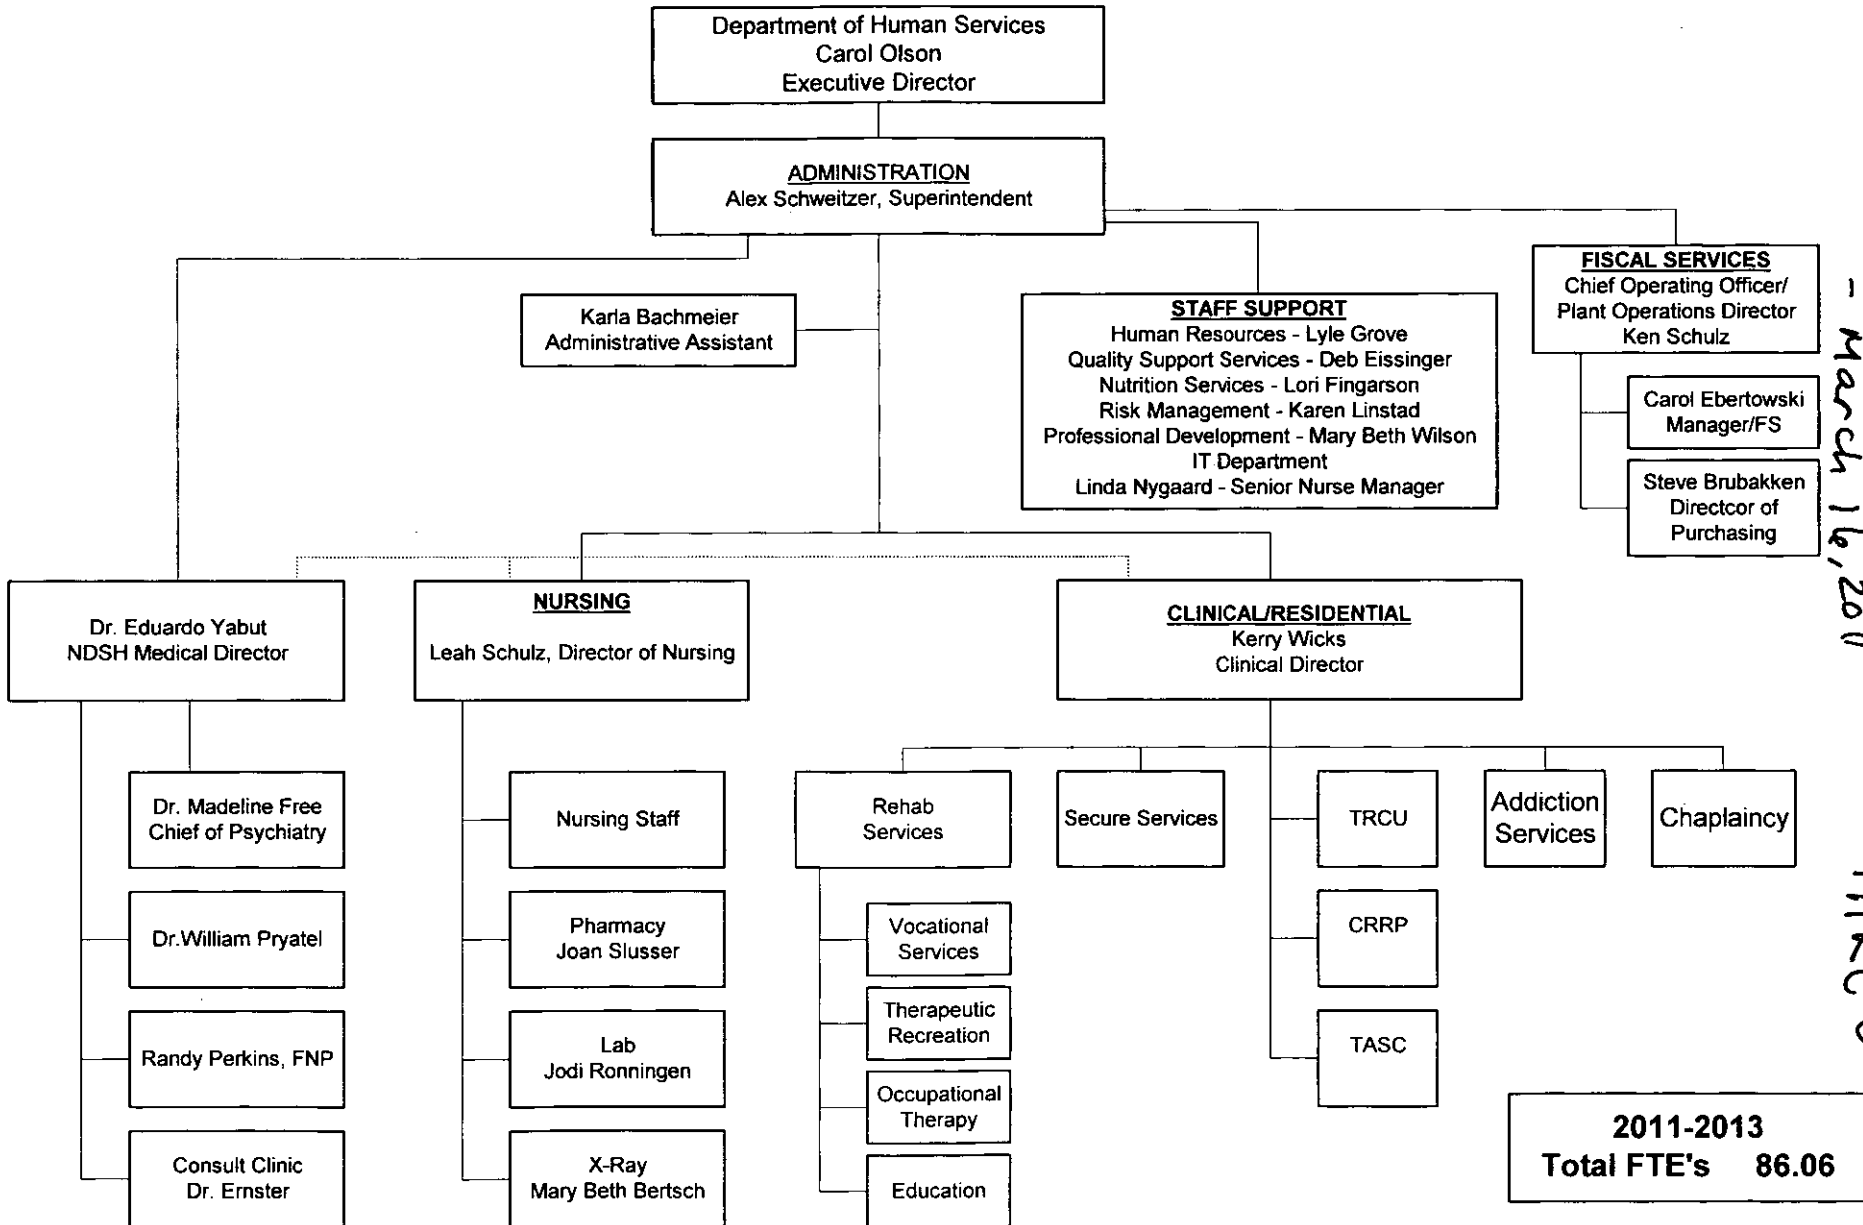 Department of Human Services
Carol Olson
Executive Director
ADMINISTRATION
Alex Schweitzer, Superintendent
Karla Bachmeier
Administrative Assistant
STAFF SUPPORT
Human Resources - Lyle Grove
Quality Support Services - Deb Eissinger
Nutrition Services - Lori Fingarson
Risk Management - Karen Linstad
Professional Development - Mary Beth Wilson
IT Department
Linda Nygaard - Senior Nurse Manager
FISCAL SERVICES
Chief Operating Officer/
Plant Operations Director
Ken Schulz
Carol Ebertowski
Manager/FS
Steve Brubakken
Directcor of
Purchasing
- March 16, 2011
Dr. Eduardo Yabut
NDSH Medical Director
NURSING
Leah Schulz, Director of Nursing
CLINICAL/RESIDENTIAL
Kerry Wicks
Clinical Director
Dr. Madeline Free
Chief of Psychiatry
Dr.William Pryatel
Randy Perkins, FNP
Consult Clinic
Dr. Ernster
Nursing Staff
Pharmacy
Joan Slusser
Lab
Jodi Ronningen
X-Ray
Mary Beth Bertsch
Rehab
Services
Vocational
Services
Therapeutic
Recreation
Occupational
Therapy
Education
Secure Services
TRCU
CRRP
TASC
Addiction
Services
Chaplaincy
2011-2013
Total FTE's 86.06